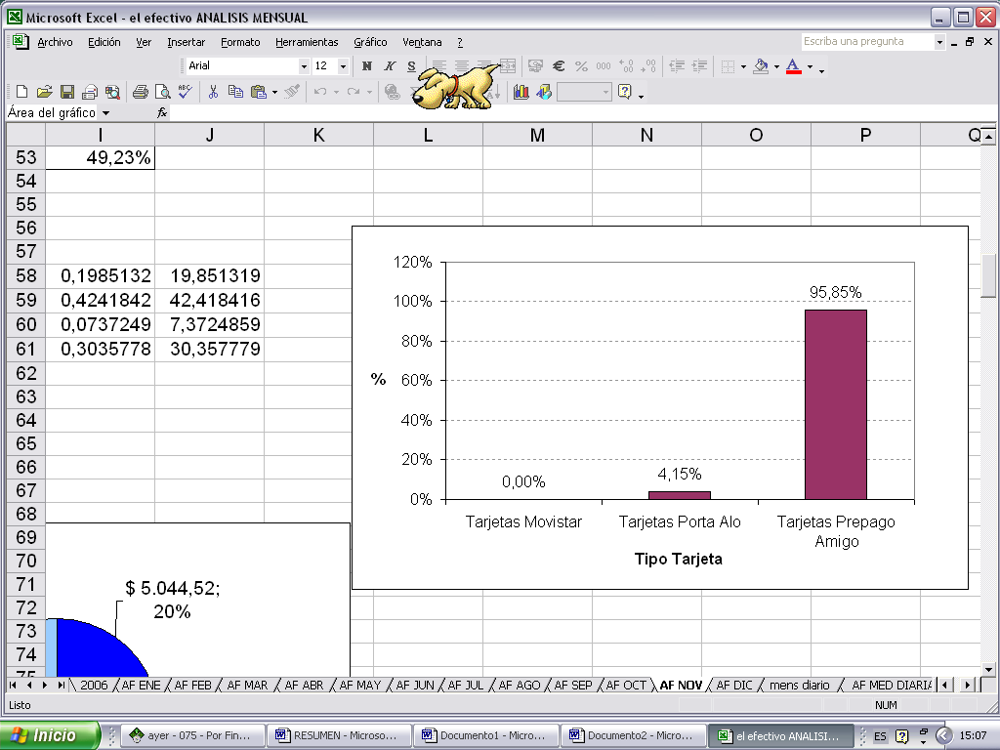 Microsoft Excel - el efectivo ANALISIS MENSUAL
Archivo Edición Ver Insertar Formato Herramientas Gráfico Ventana ? Escriba una pregunta
Arial 12 N K S € % 000
Área del gráfico fx
I J K L M N O P Q
53 49,23%
54
55
56
57
58 0,1985132 19,851319
59 0,4241842 42,418416
60 0,0737249 7,3724859
61 0,3035778 30,357779
62
63
64
65
66
67
68
69
70
71
72
73
74
75
120%
100%
80%
%
60%
40%
20%
0%
0,00%
4,15%
95,85%
Tarjetas Movistar
Tarjetas Porta Alo
Tarjetas Prepago
Amigo
Tipo Tarjeta
$ 5.044,52;
20%
2006 AF ENE AF FEB AF MAR AF ABR AF MAY AF JUN AF JUL AF AGO AF SEP AF OCT AF NOV AF DIC mens diario AF MED DIARIA
Listo NUM
Inicio ayer - 075 - Por Fin... RESUMEN - Microso... Documento1 - Micro... Documento2 - Micro... el efectivo ANALISI... ES 15:07